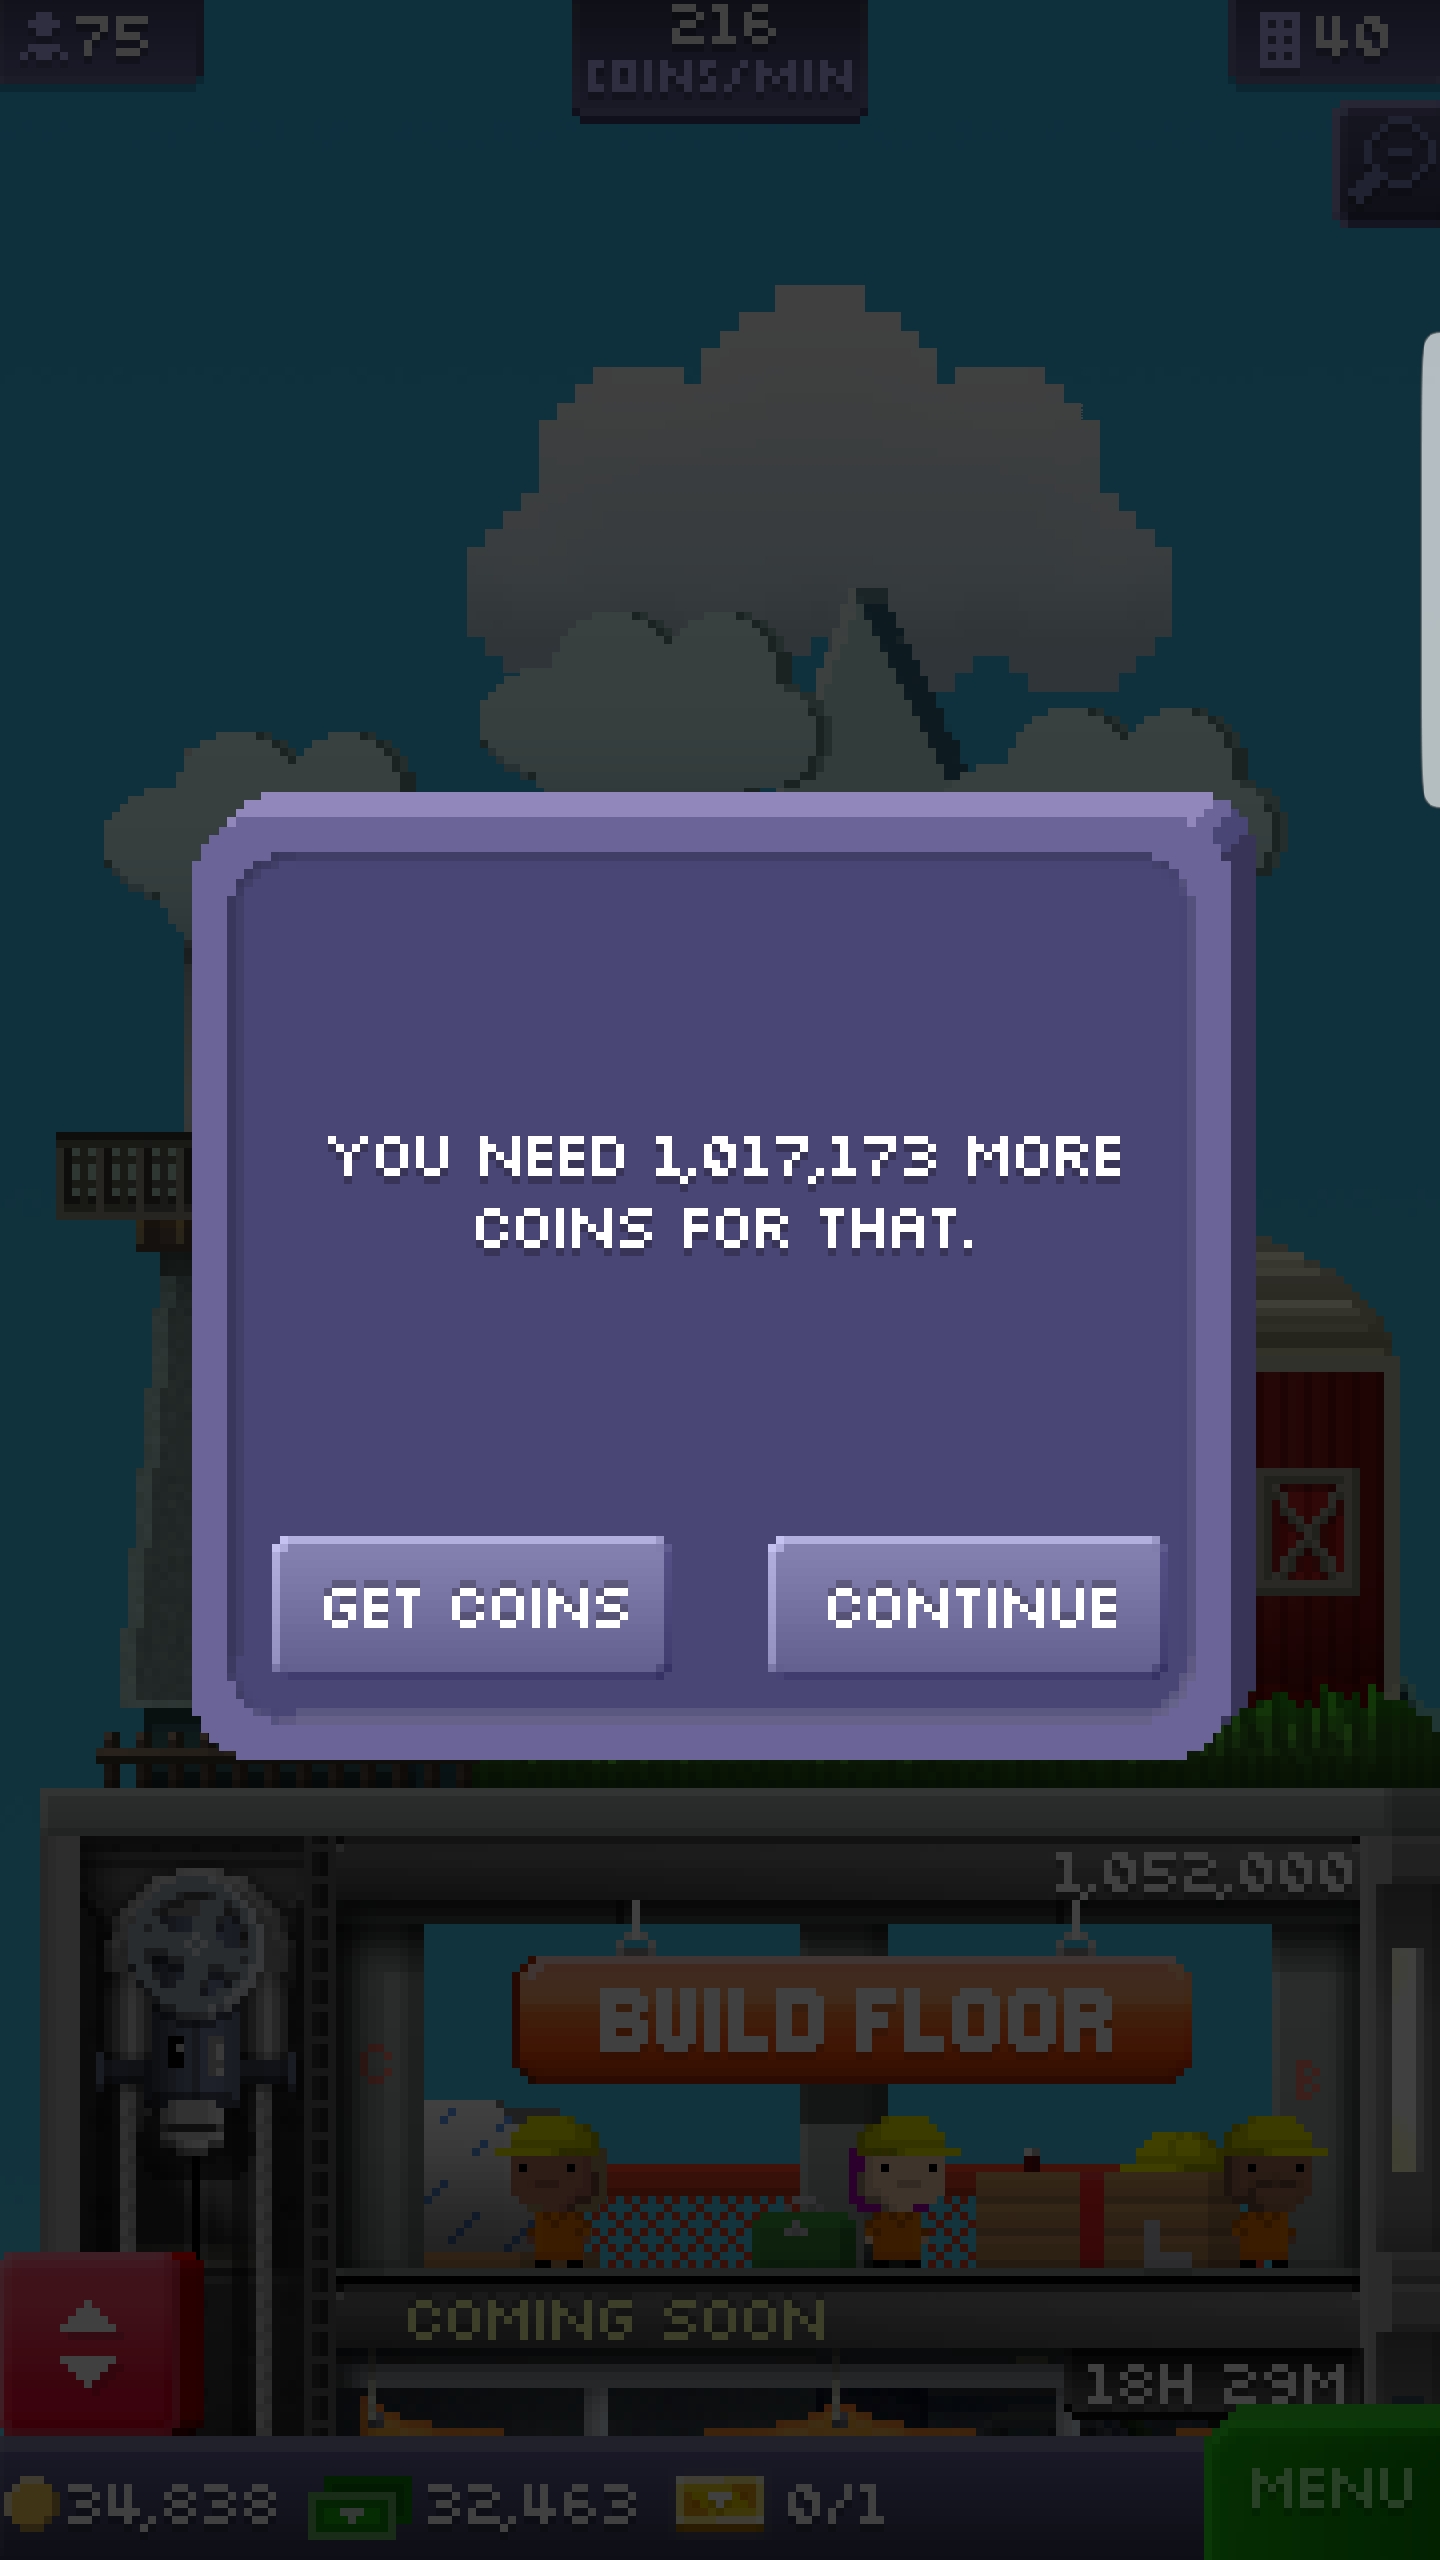 75
216
COINS/MIN
40
YOU NEED 1,017,173 MORE
COINS FOR THAT.
GET COINS
CONTINUE
1,052,000
BUILD FLOOR
C
B
COMING SOON
18H 29M
34,838
32,463
0/1
MENU